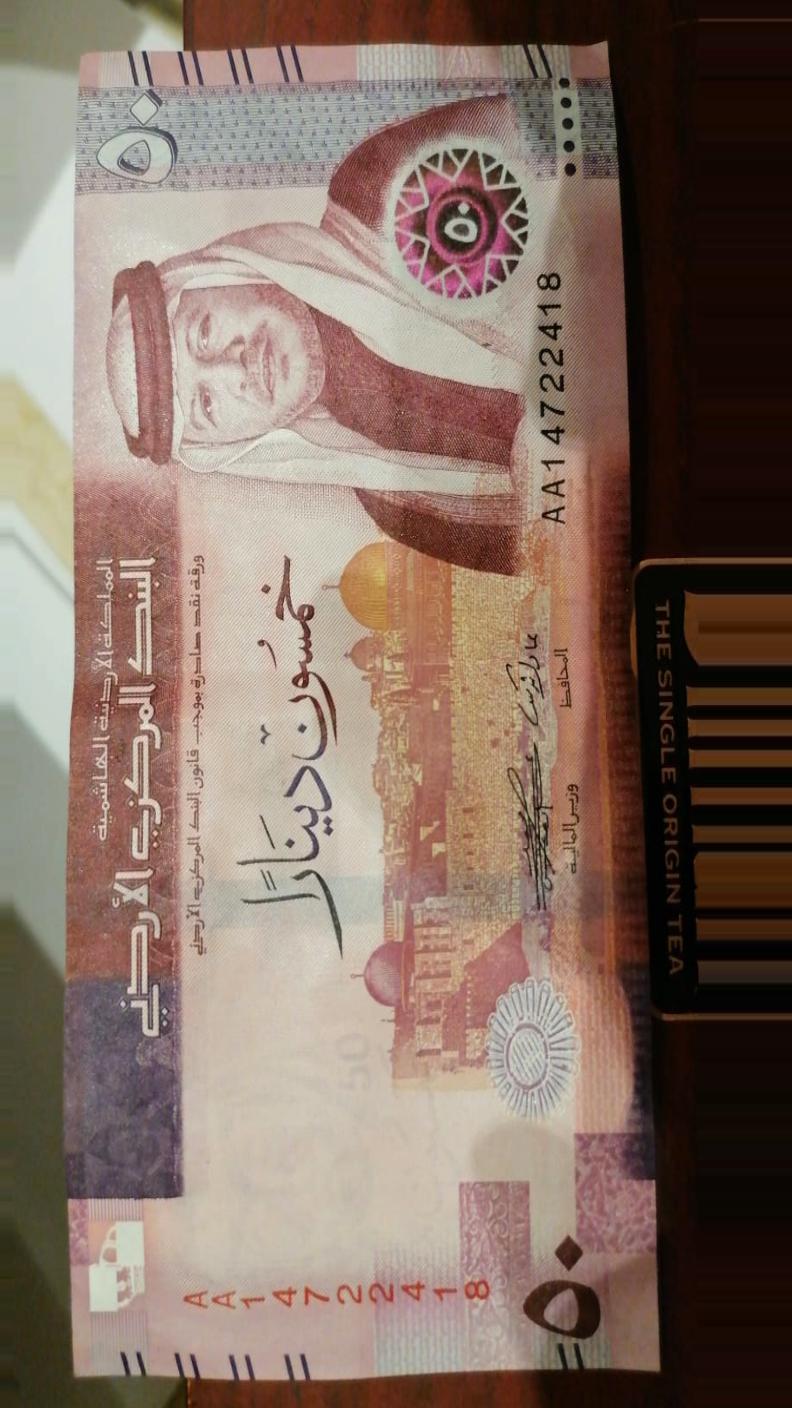 المملكة الأردنية الهاشمية
البنك المركزي الأردني
ورقة نقد صادرة بموجب قانون البنك المركزي الأردني
خمسون دينارًا
٥٠
٥٠
AA14722418
المحافظ
وزير المالية
50
AA14722418
٥٠
THE SINGLE ORIGIN TEA